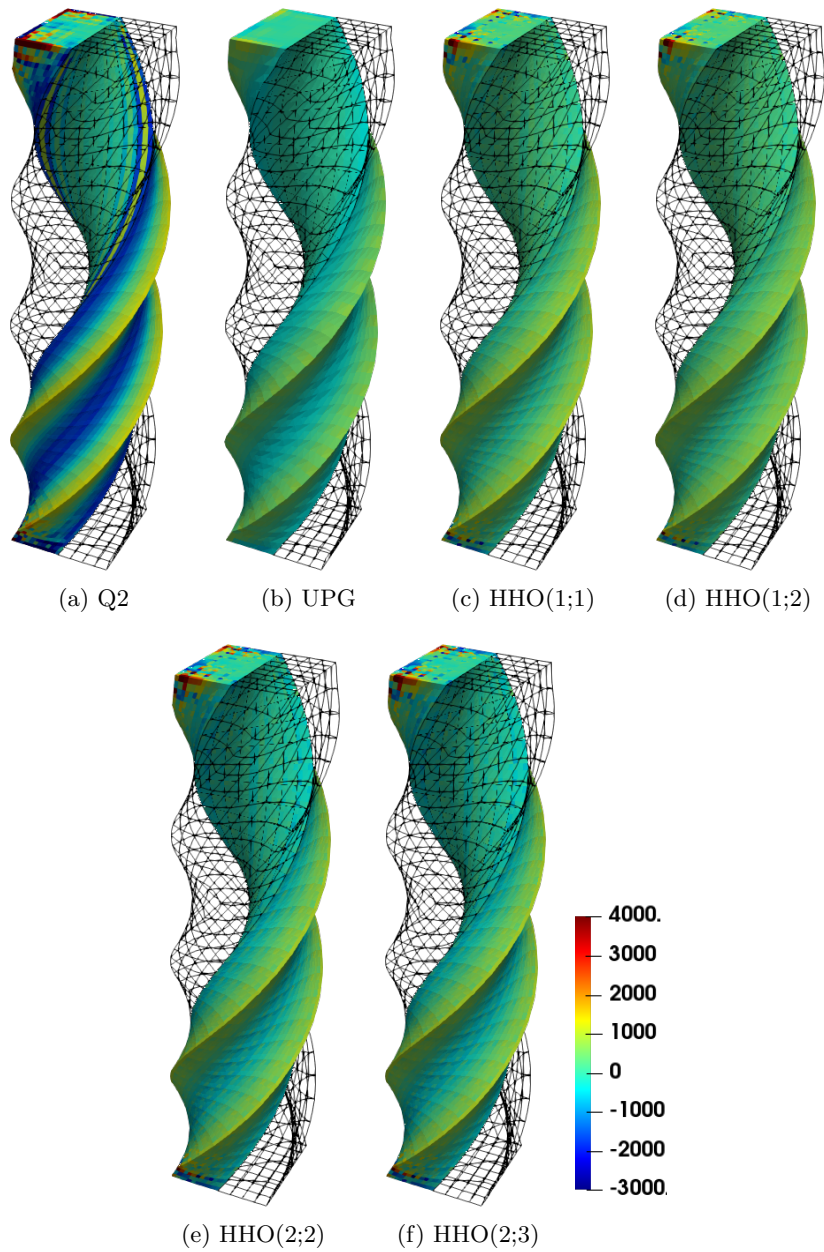 (a) Q2
(b) UPG
(c) HHO(1;1)
(d) HHO(1;2)
4000.
3000
2000
1000
0
-1000
-2000
-3000.
(e) HHO(2;2)
(f) HHO(2;3)